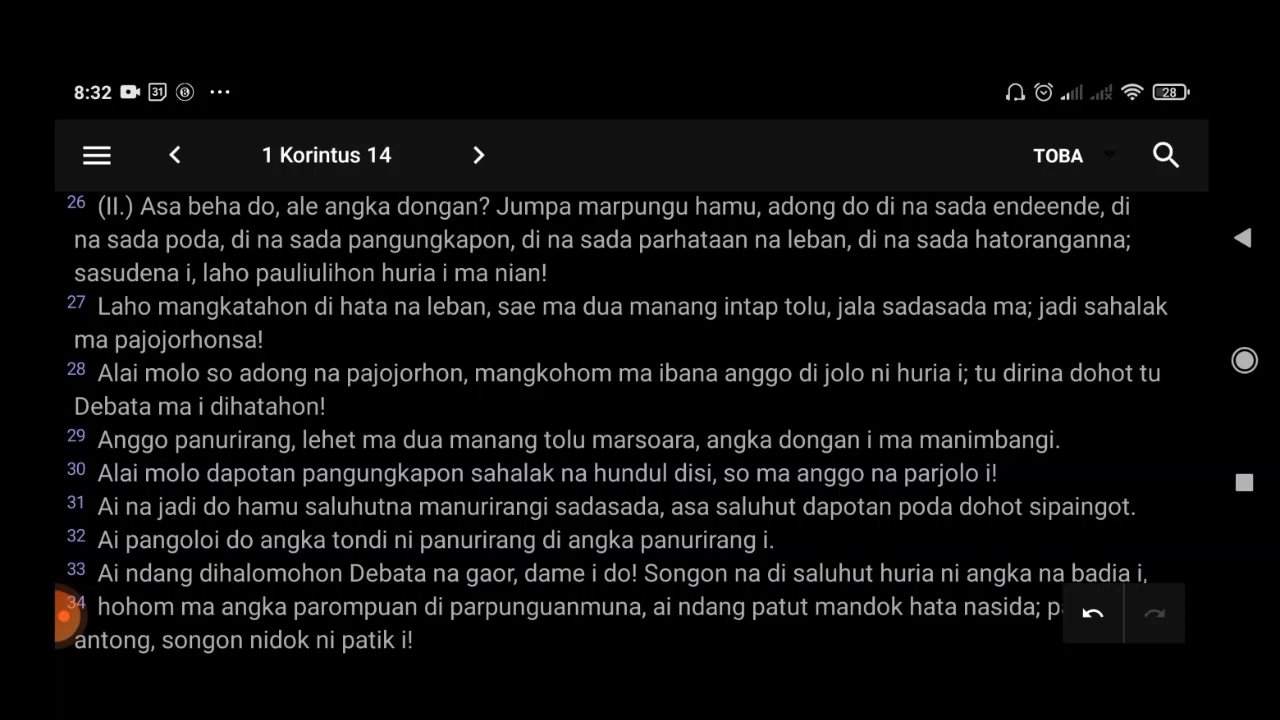 8:32 31 28
1 Korintus 14 TOBA
26 (II.) Asa beha do, ale angka dongan? Jumpa marpungu hamu, adong do di na sada endeende, di
na sada poda, di na sada pangungkapon, di na sada parhataan na leban, di na sada hatoranganna;
sasudena i, laho pauliulihon huria i ma nian!
27 Laho mangkatahon di hata na leban, sae ma dua manang intap tolu, jala sadasada ma; jadi sahalak
ma pajojorhonsa!
28 Alai molo so adong na pajojorhon, mangkohom ma ibana anggo di jolo ni huria i; tu dirina dohot tu
Debata ma i dihatahon!
29 Anggo panurirang, lehet ma dua manang tolu marsoara, angka dongan i ma manimbangi.
30 Alai molo dapotan pangungkapon sahalak na hundul disi, so ma anggo na parjolo i!
31 Ai na jadi do hamu saluhutna manurirangi sadasada, asa saluhut dapotan poda dohot sipaingot.
32 Ai pangoloi do angka tondi ni panurirang di angka panurirang i.
33 Ai ndang dihalomohon Debata na gaor, dame i do! Songon na di saluhut huria ni angka na badia i,
34 hohom ma angka parompuan di parpunguanmuna, ai ndang patut mandok hata nasida;
antong, songon nidok ni patik i!